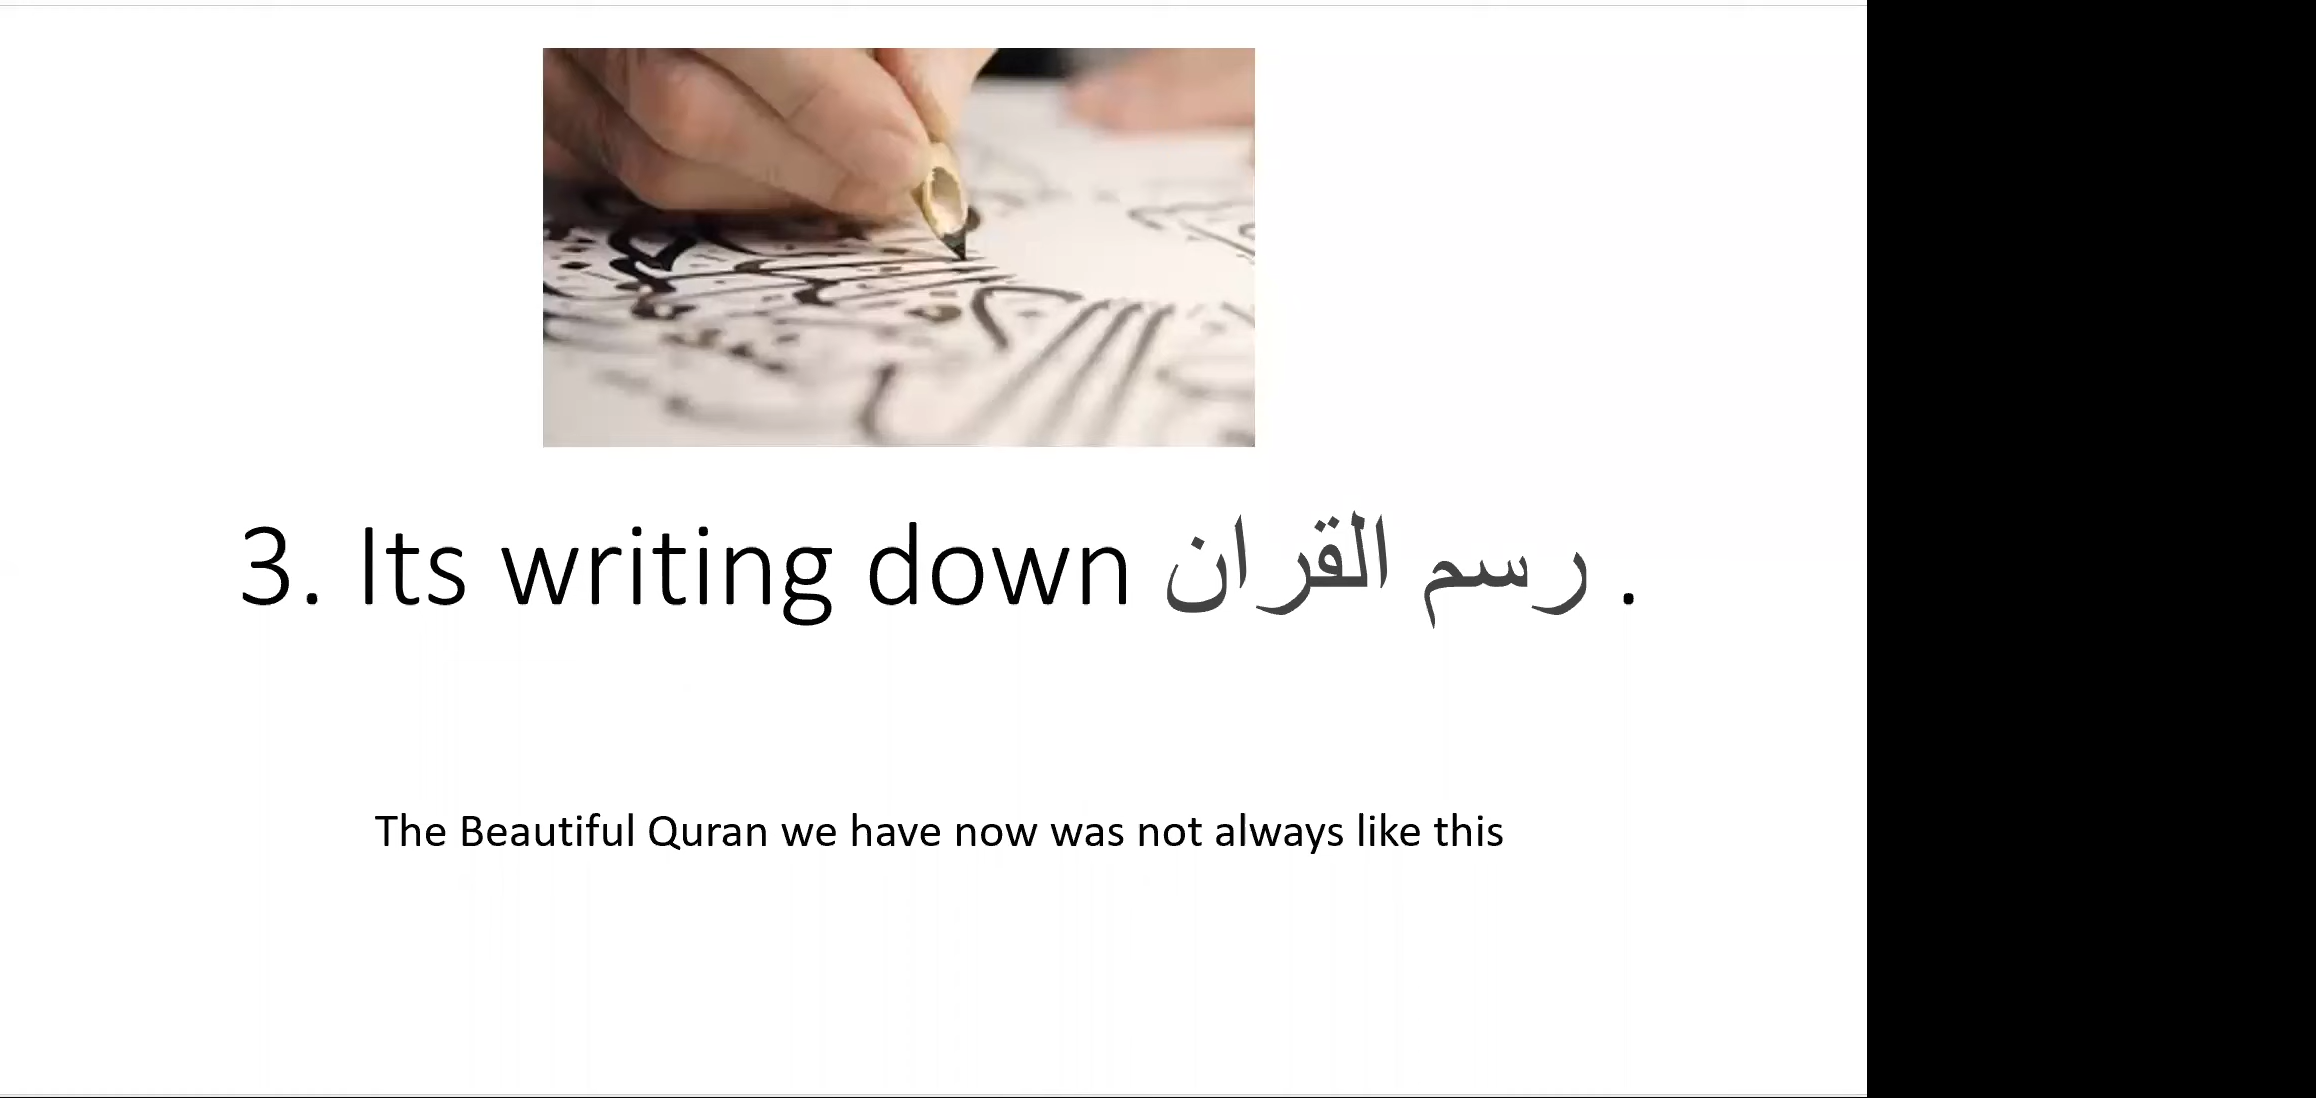 3. Its writing down رسم القران .
The Beautiful Quran we have now was not always like this